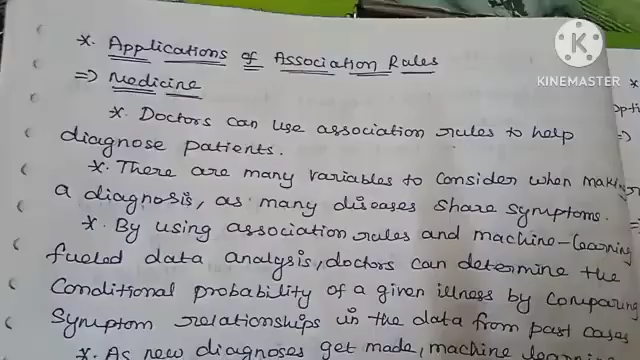 *. Applications of Association Rules
=> Medicine
*. Doctors can use association rules to help
diagnose patients.
*. There are many variables to consider when making
a diagnosis, as many diseases share symptoms.
*. By using association rules and machine-learning
fueled data analysis, doctors can determine the
Conditional probability of a given illness by comparing
Symptom relationships in the data from past cases
*. As new diagnoses get made, machine learning
K
KINEMASTER